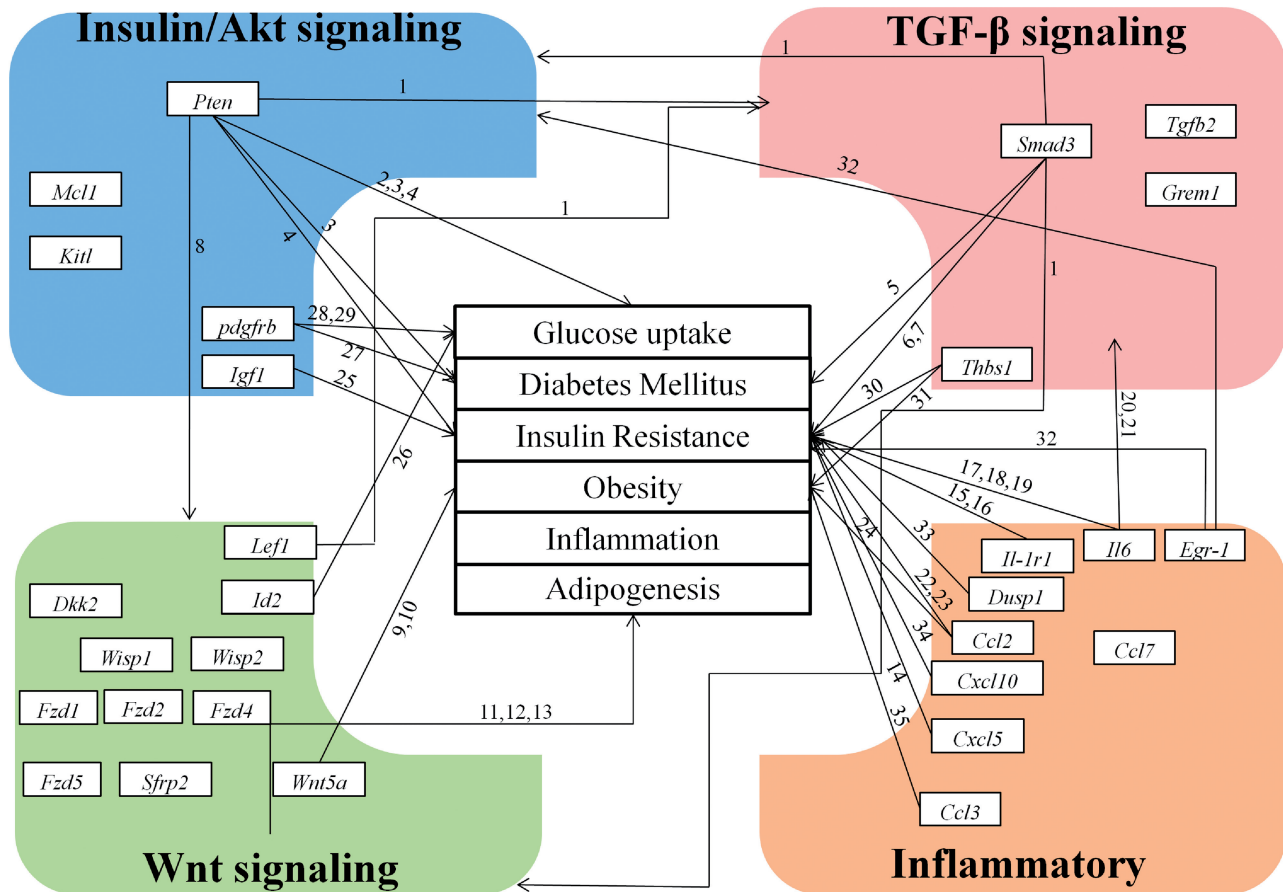 Insulin/Akt signaling
TGF-β signaling
1
1
Pten
Tgfb2
Smad3
32
2,3,4
Mcl1
Grem1
1
3
4
8
Kitl
1
5
28,29
pdgfrb
Glucose uptake
6,7
27
Thbs1
Igf1
25
Diabetes Mellitus
30
31
20,21
Insulin Resistance
32
26
17,18,19
Obesity
15,16
24
33
Lef1
Inflammation
Il-1r1
Il6
Egr-1
Dkk2
Id2
Adipogenesis
22,23
Dusp1
9,10
34
Ccl2
Ccl7
Wisp1
Wisp2
14
Cxcl10
Fzd1
Fzd2
Fzd4
11,12,13
35
Cxcl5
Fzd5
Sfrp2
Wnt5a
Ccl3
Wnt signaling
Inflammatory